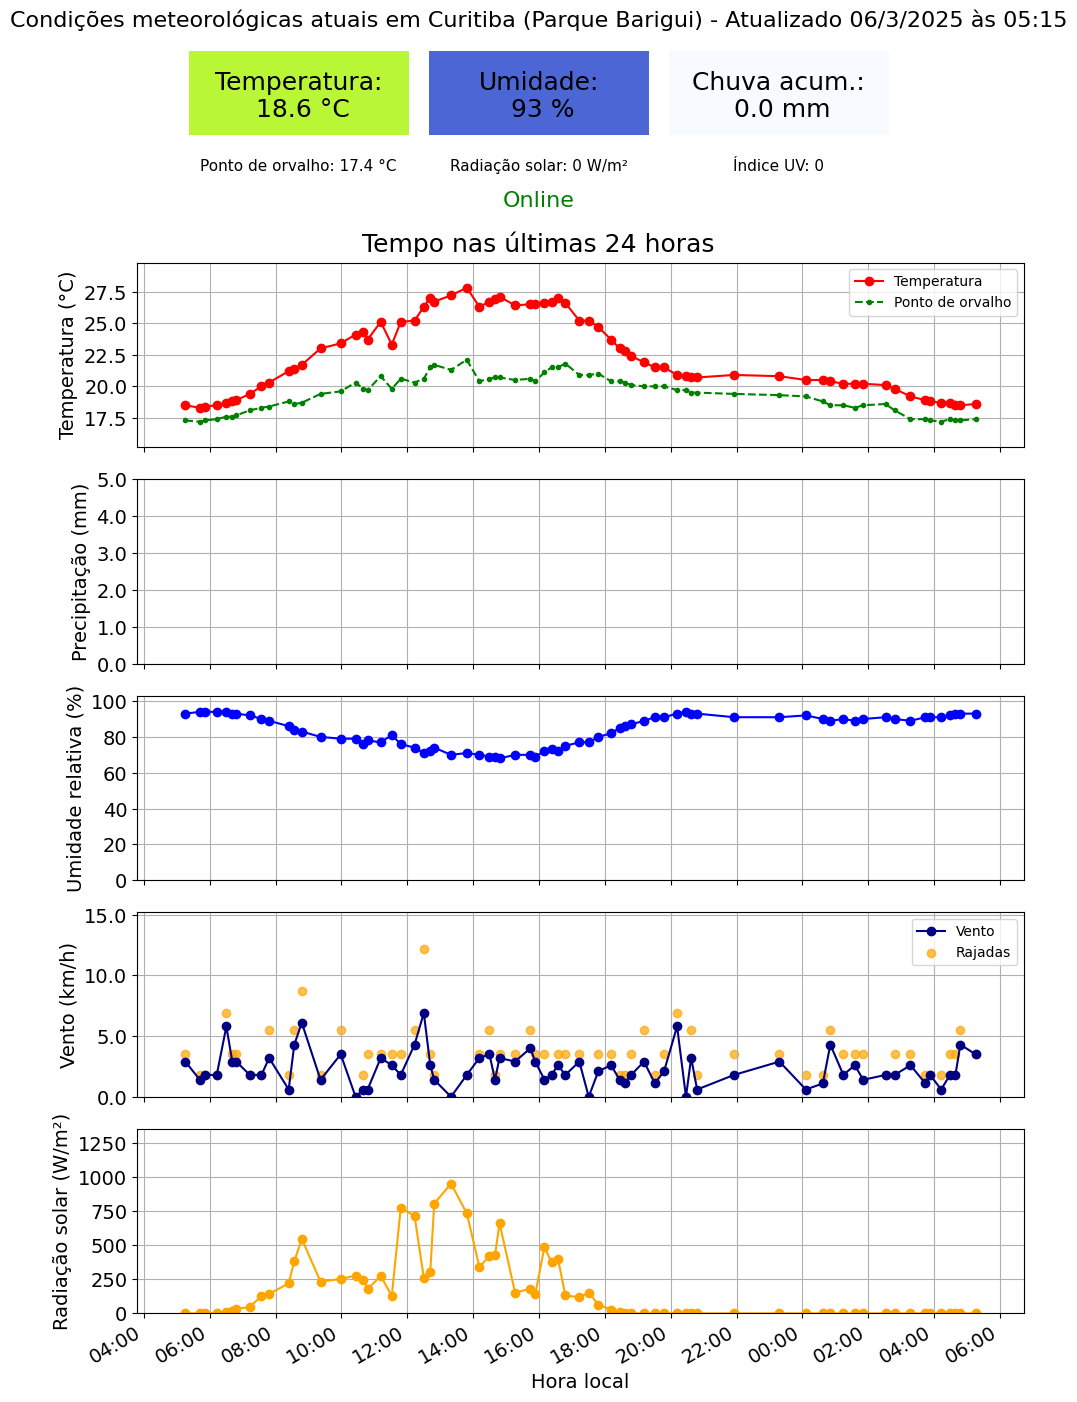 Condições meteorológicas atuais em Curitiba (Parque Barigui) - Atualizado 06/3/2025 às 05:15
Temperatura:
18.6 °C
Umidade:
93 %
Chuva acum.:
0.0 mm
Ponto de orvalho: 17.4 °C
Radiação solar: 0 W/m²
Índice UV: 0
Online
Tempo nas últimas 24 horas
Temperatura (°C)
27.5
25.0
22.5
20.0
17.5
Temperatura
Ponto de orvalho
Precipitação (mm)
5.0
4.0
3.0
2.0
1.0
0.0
Umidade relativa (%)
100
80
60
40
20
0
Vento (km/h)
15.0
10.0
5.0
0.0
Vento
Rajadas
Radiação solar (W/m²)
1250
1000
750
500
250
0
04:00
06:00
08:00
10:00
12:00
14:00
16:00
18:00
20:00
22:00
00:00
02:00
04:00
06:00
Hora local